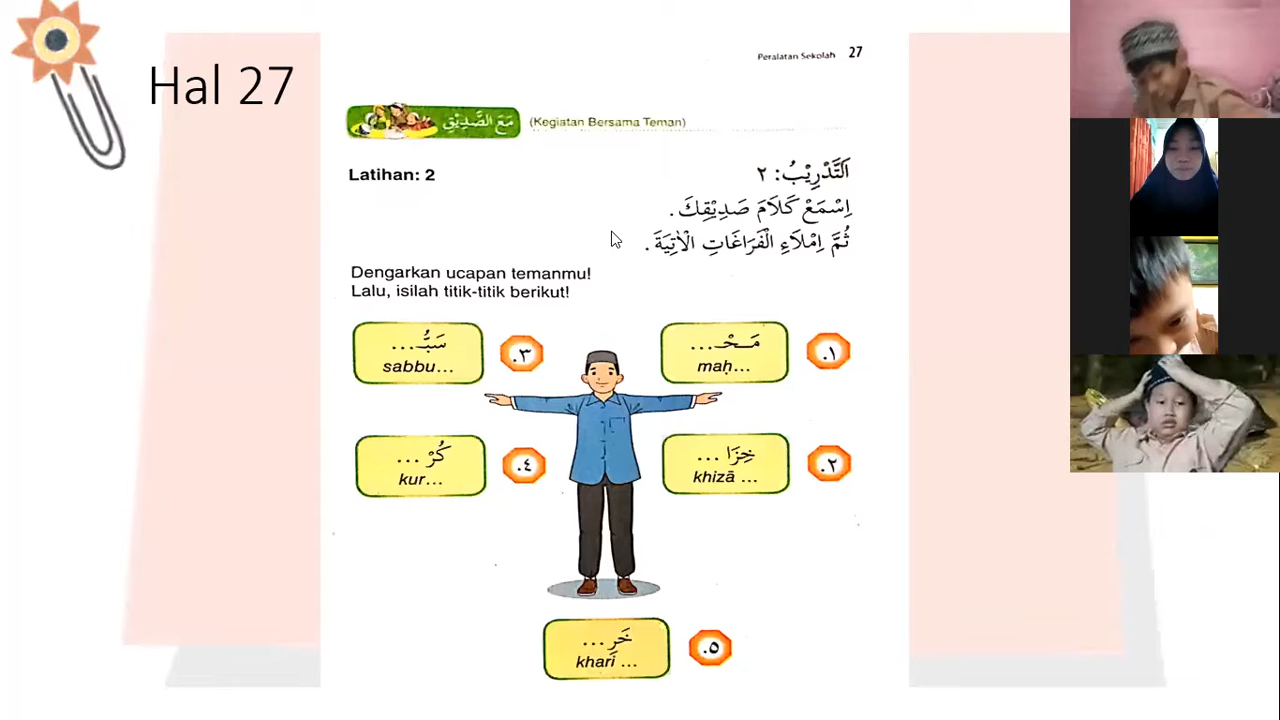 Hal 27
Peralatan Sekolah 27
مَعَ الصَّدِيْقِ (Kegiatan Bersama Teman)
Latihan: 2
اَلتَّدْرِيْبُ: ٢
اِسْمَعْ كَلَامَ صَدِيْقِكَ.
ثُمَّ اِمْلَاءِ الْفَرَاغَاتِ الْاٰتِيَةَ.
Dengarkan ucapan temanmu!
Lalu, isilah titik-titik berikut!
١.
مَـحْـ...
maḥ...
٢.
خِزَا ...
khizā ...
٣.
سَبُّـ...
sabbu...
٤.
كُرْ ...
kur...
٥.
خَرِ ...
khari ...